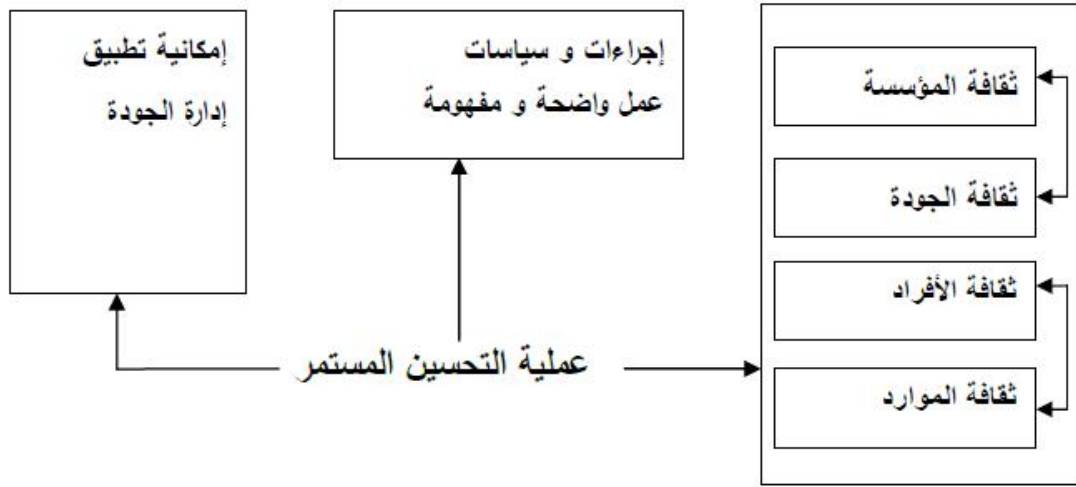 ثقافة المؤسسة
ثقافة الجودة
ثقافة الأفراد
ثقافة الموارد
إجراءات و سياسات
عمل واضحة و مفهومة
إمكانية تطبيق
إدارة الجودة
عملية التحسين المستمر